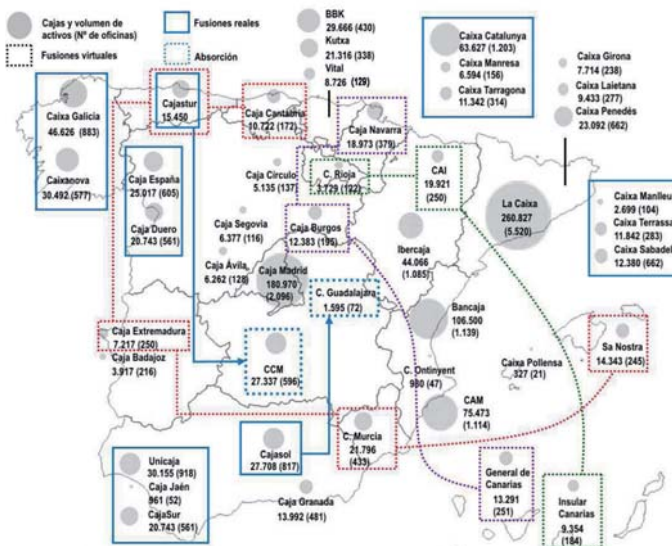 Cajas y volumen de
activos (Nº de oficinas)
Fusiones reales
Fusiones virtuales
Absorción
BBK
29.666 (430)
Kutxa
21.316 (338)
Vital
8.726 (129)
Caixa Catalunya
63.627 (1.203)
Caixa Manresa
6.594 (156)
Caixa Tarragona
11.342 (314)
Caixa Girona
7.714 (238)
Caixa Laietana
9.433 (277)
Caixa Penedés
23.092 (662)
Caixa Galicia
46.626 (883)
Caixanova
30.492 (577)
Cajastur
15.450
Caja Cantabria
10.722 (172)
Caja Navarra
18.973 (379)
Caja España
25.017 (605)
Caja Duero
20.743 (561)
Caja Círculo
5.135 (137)
C. Rioja
3.729 (122)
CAI
19.921
(250)
La Caixa
260.827
(5.520)
Caixa Manlleu
2.699 (104)
Caixa Terrassa
11.842 (283)
Caixa Sabadell
12.380 (662)
Caja Segovia
6.377 (116)
Caja Burgos
12.383 (195)
Ibercaja
44.066
(1.085)
Caja Ávila
6.262 (128)
Caja Madrid
180.970
(2.096)
C. Guadalajara
1.595 (72)
Bancaja
106.500
(1.139)
Caja Extremadura
7.217 (250)
Caja Badajoz
3.917 (216)
CCM
27.337 (596)
C. Ontinyent
980 (47)
Caixa Pollensa
327 (21)
Sa Nostra
14.343 (245)
CAM
75.473
(1.114)
C. Murcia
21.796
(433)
Cajasol
27.708 (817)
Unicaja
30.155 (918)
Caja Jaén
961 (52)
CajaSur
20.743 (561)
Caja Granada
13.992 (481)
General de
Canarias
13.291
(251)
Insular
Canarias
9.354
(184)